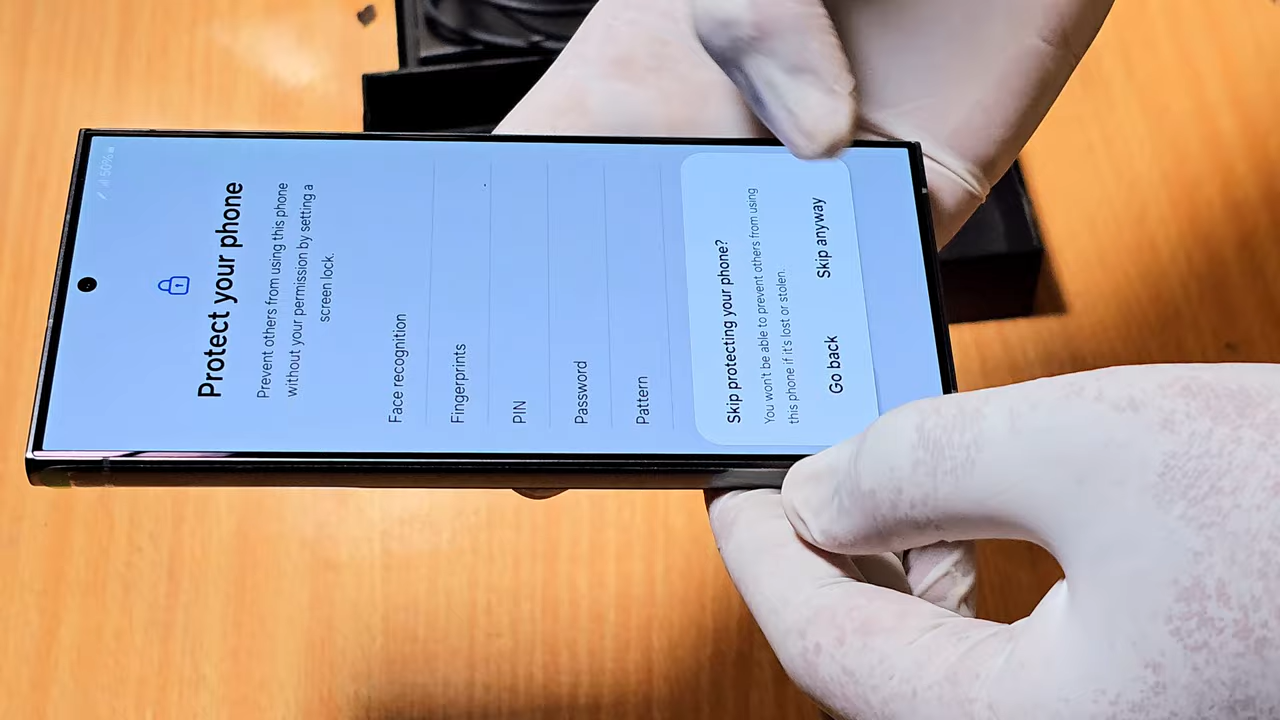 50%
Protect your phone
Prevent others from using this phone
without your permission by setting a
screen lock.
Face recognition
Fingerprints
PIN
Password
Pattern
Skip protecting your phone?
You won't be able to prevent others from using
this phone if it's lost or stolen.
Go back
Skip anyway